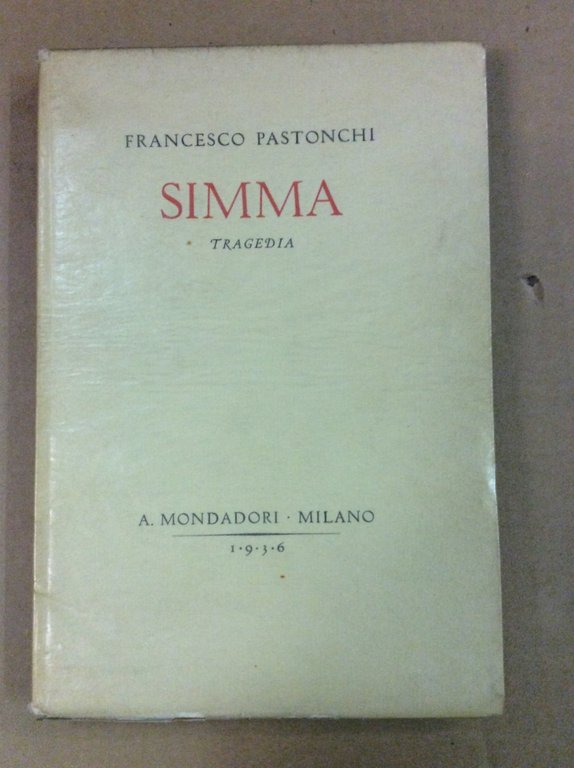 FRANCESCO PASTONCHI
SIMMA
TRAGEDIA
A. MONDADORI · MILANO
1·9·3·6